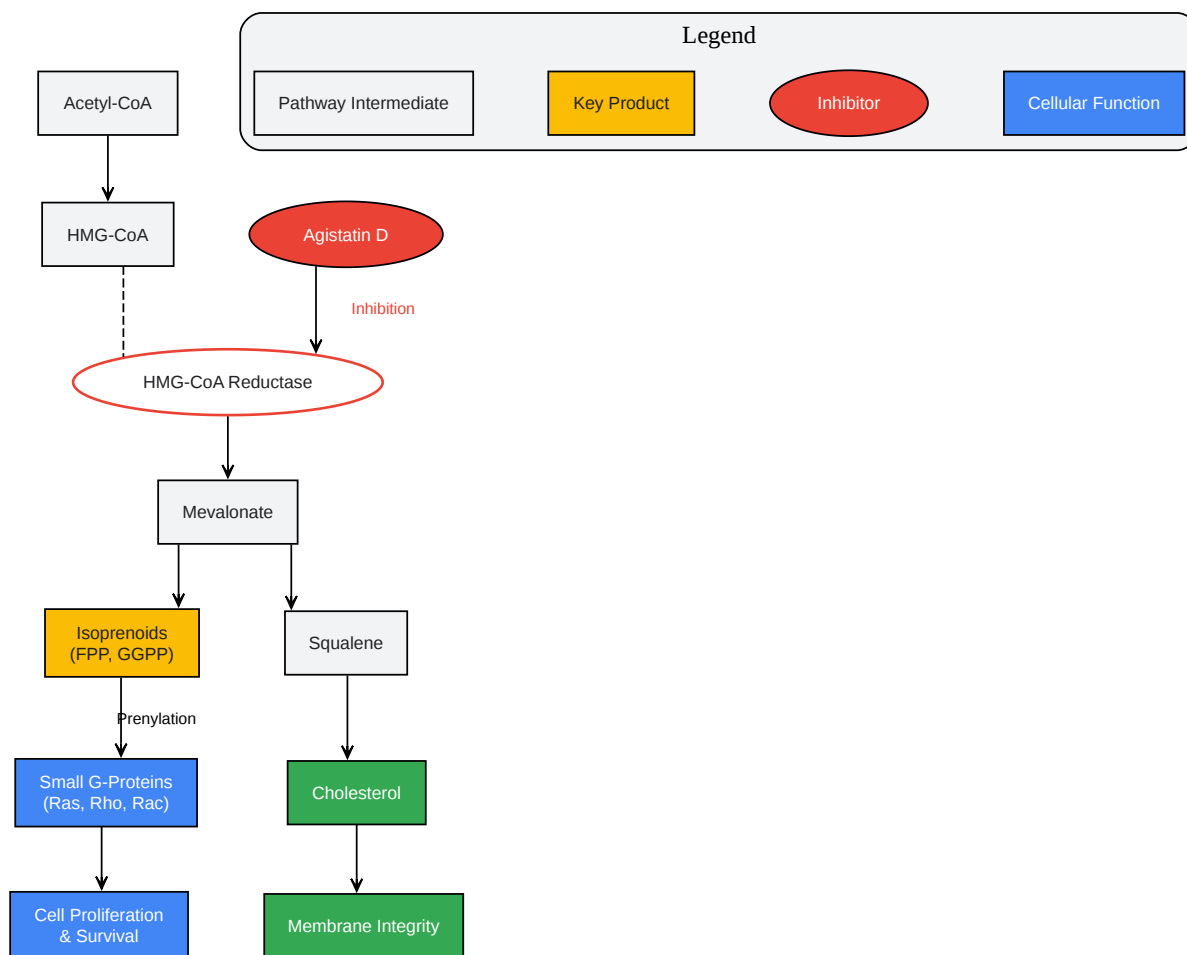 Legend
Acetyl-CoA
Pathway Intermediate
Key Product
Inhibitor
Cellular Function
HMG-CoA
Agistatin D
Inhibition
HMG-CoA Reductase
Mevalonate
Isoprenoids
(FPP, GGPP)
Squalene
Prenylation
Small G-Proteins
(Ras, Rho, Rac)
Cholesterol
Cell Proliferation
& Survival
Membrane Integrity